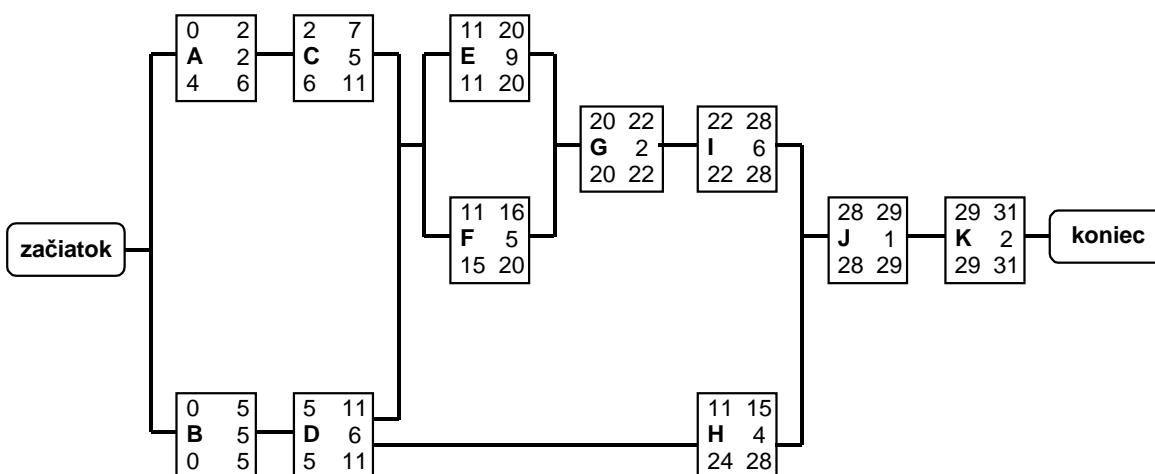 0 2
A 2
4 6
2 7
C 5
6 11
11 20
E 9
11 20
20 22
G 2
20 22
22 28
I 6
22 28
11 16
F 5
15 20
začiatok
28 29
J 1
28 29
29 31
K 2
29 31
koniec
0 5
B 5
0 5
5 11
D 6
5 11
11 15
H 4
24 28